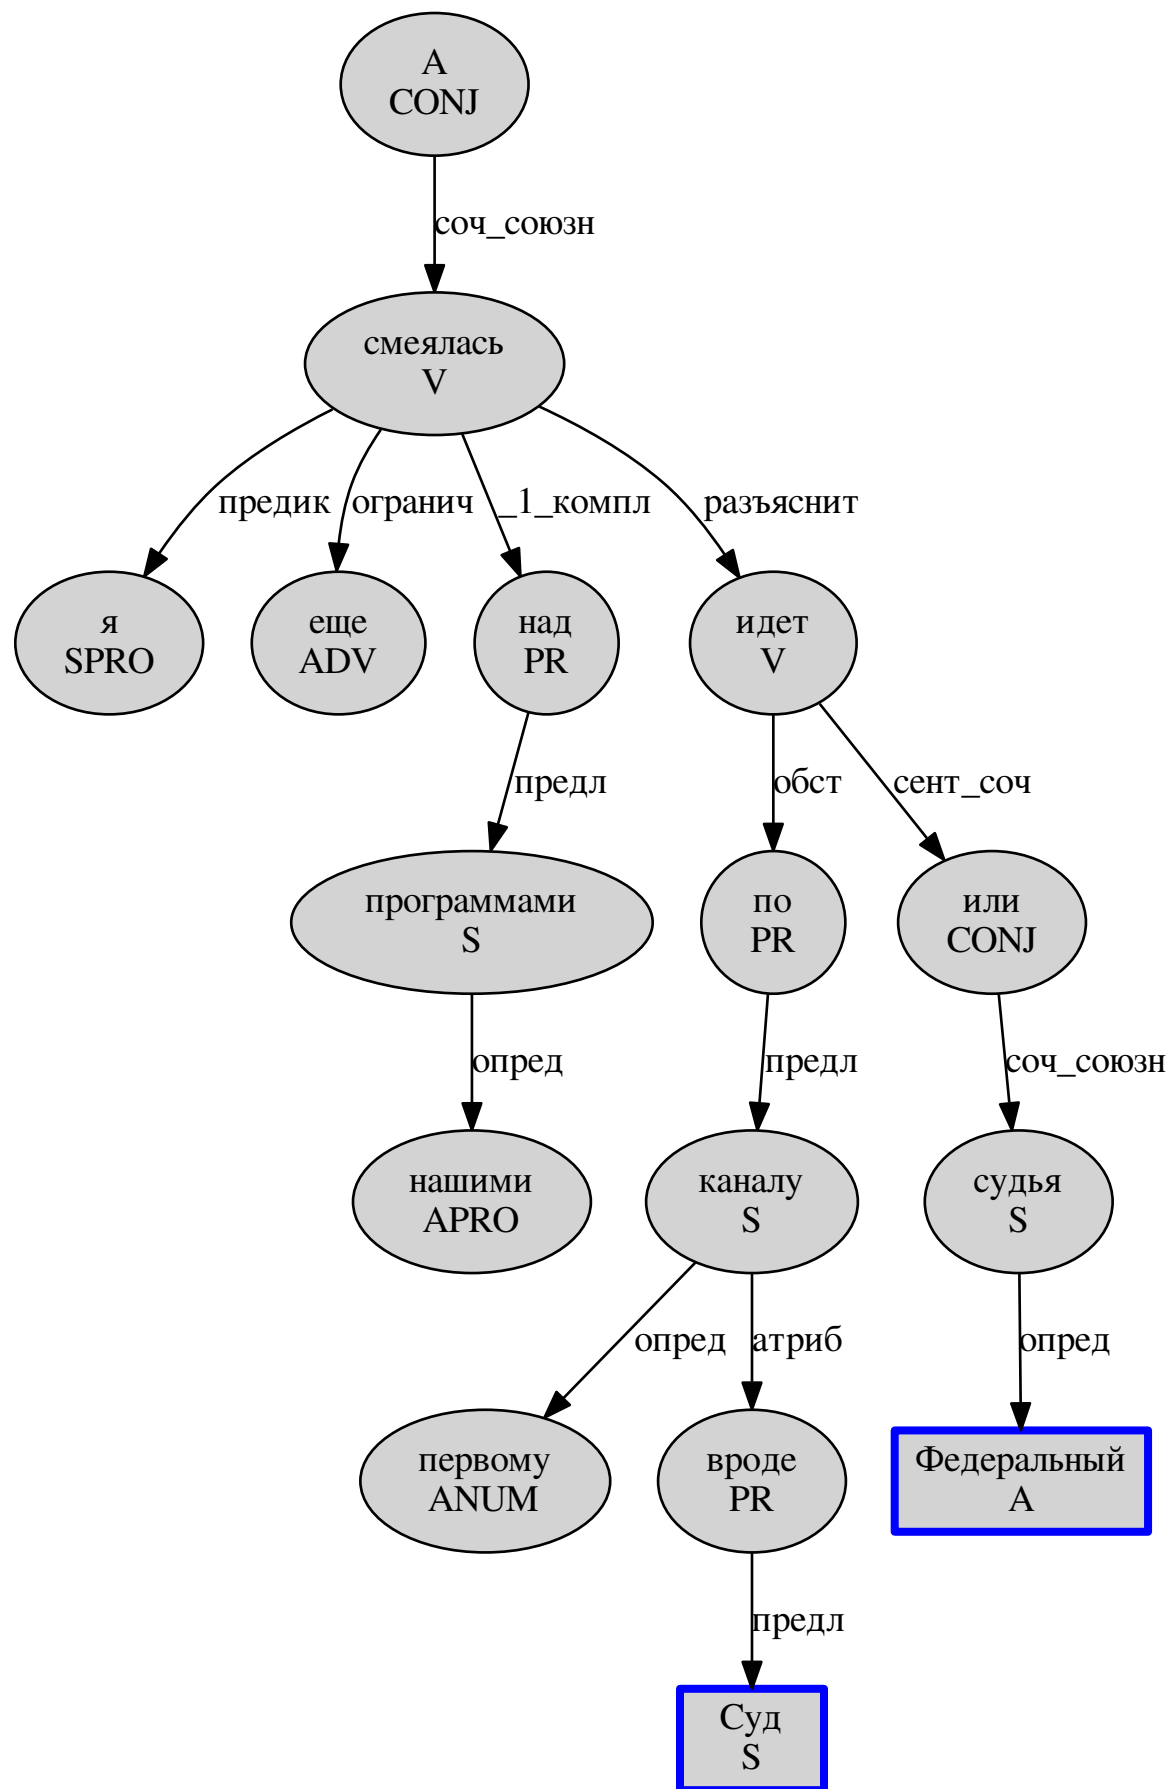 А
CONJ
соч_союзн
смеялась
V
предик
огранич
_1_компл
разъяснит
я
SPRO
еще
ADV
над
PR
идет
V
предл
обст
сент_соч
программами
S
по
PR
или
CONJ
опред
предл
соч_союзн
нашими
APRO
каналу
S
судья
S
опред
атриб
опред
первому
ANUM
вроде
PR
Федеральный
A
предл
Суд
S